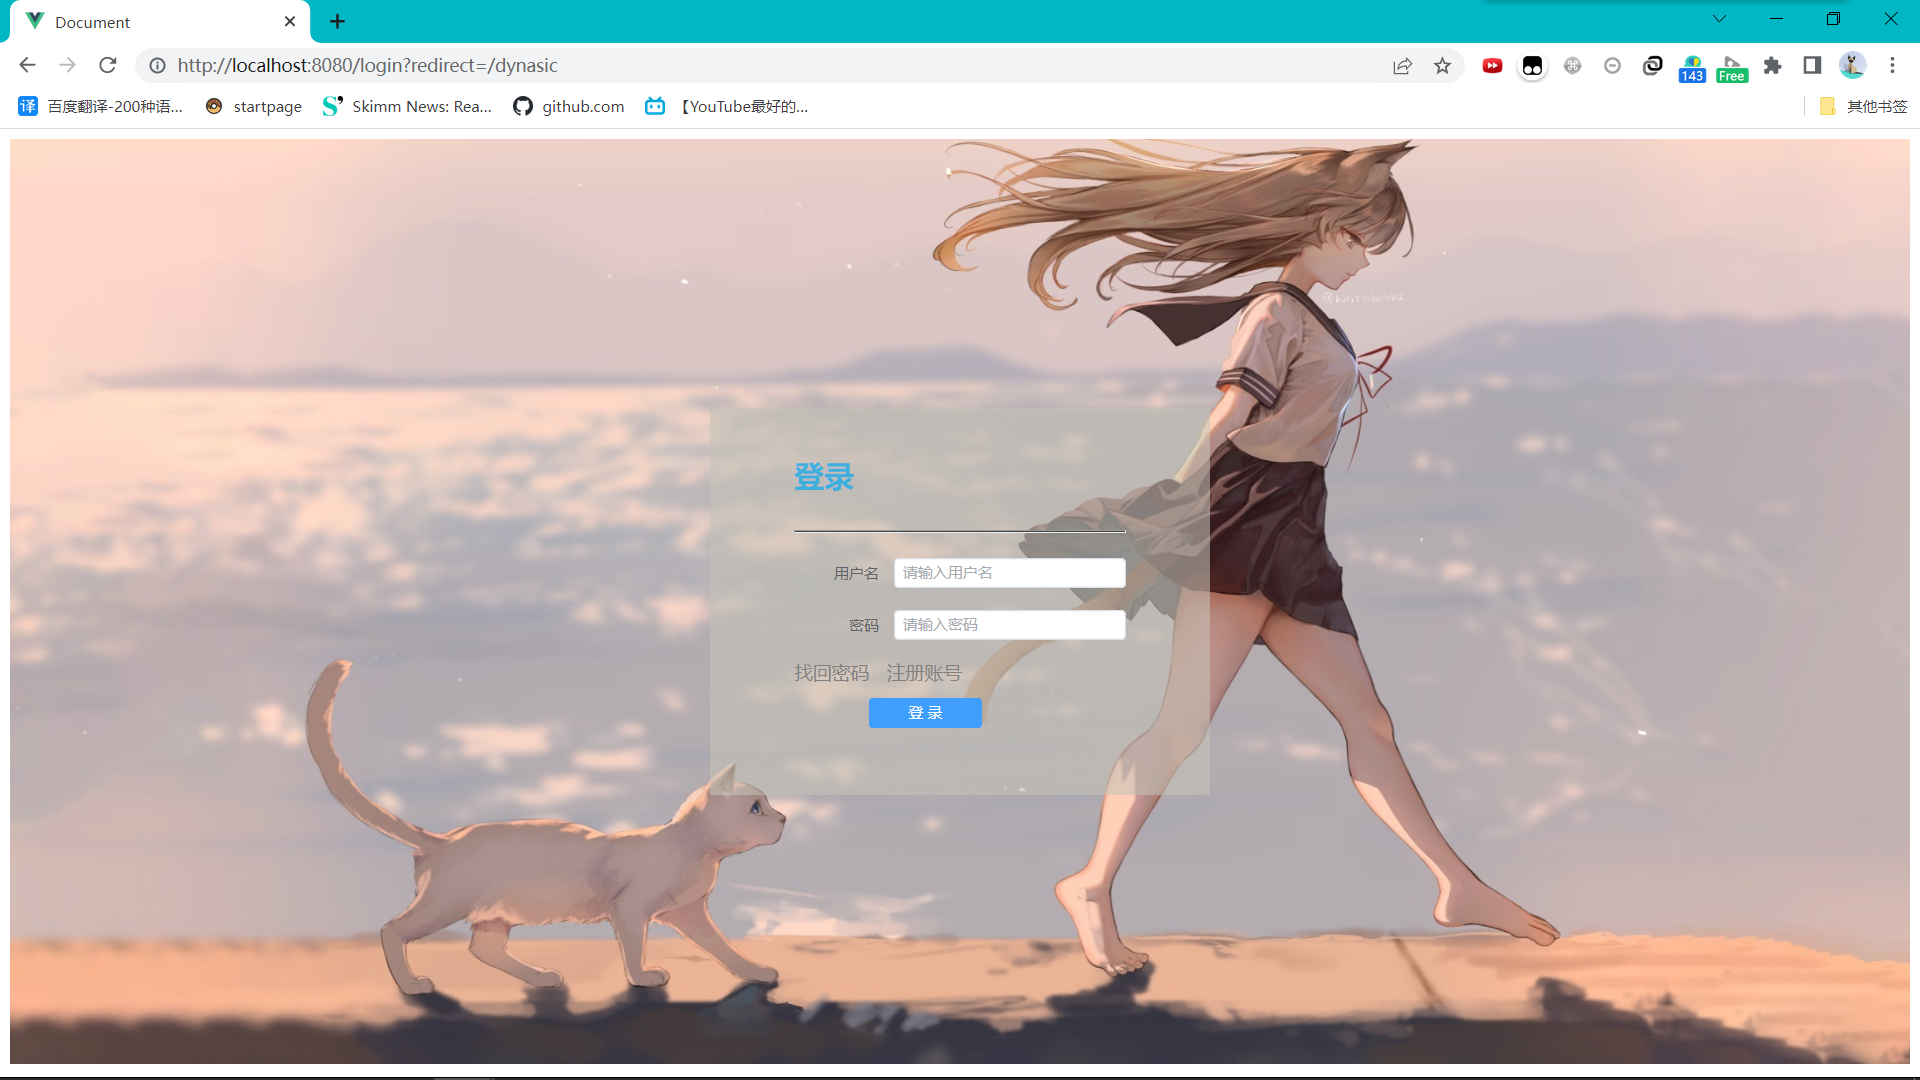 Document
http://localhost:8080/login?redirect=/dynasic
143
Free
译 百度翻译-200种语...
startpage
Skimm News: Rea...
github.com
【YouTube最好的...
其他书签
登录
用户名 请输入用户名
密码 请输入密码
找回密码 注册账号
登 录